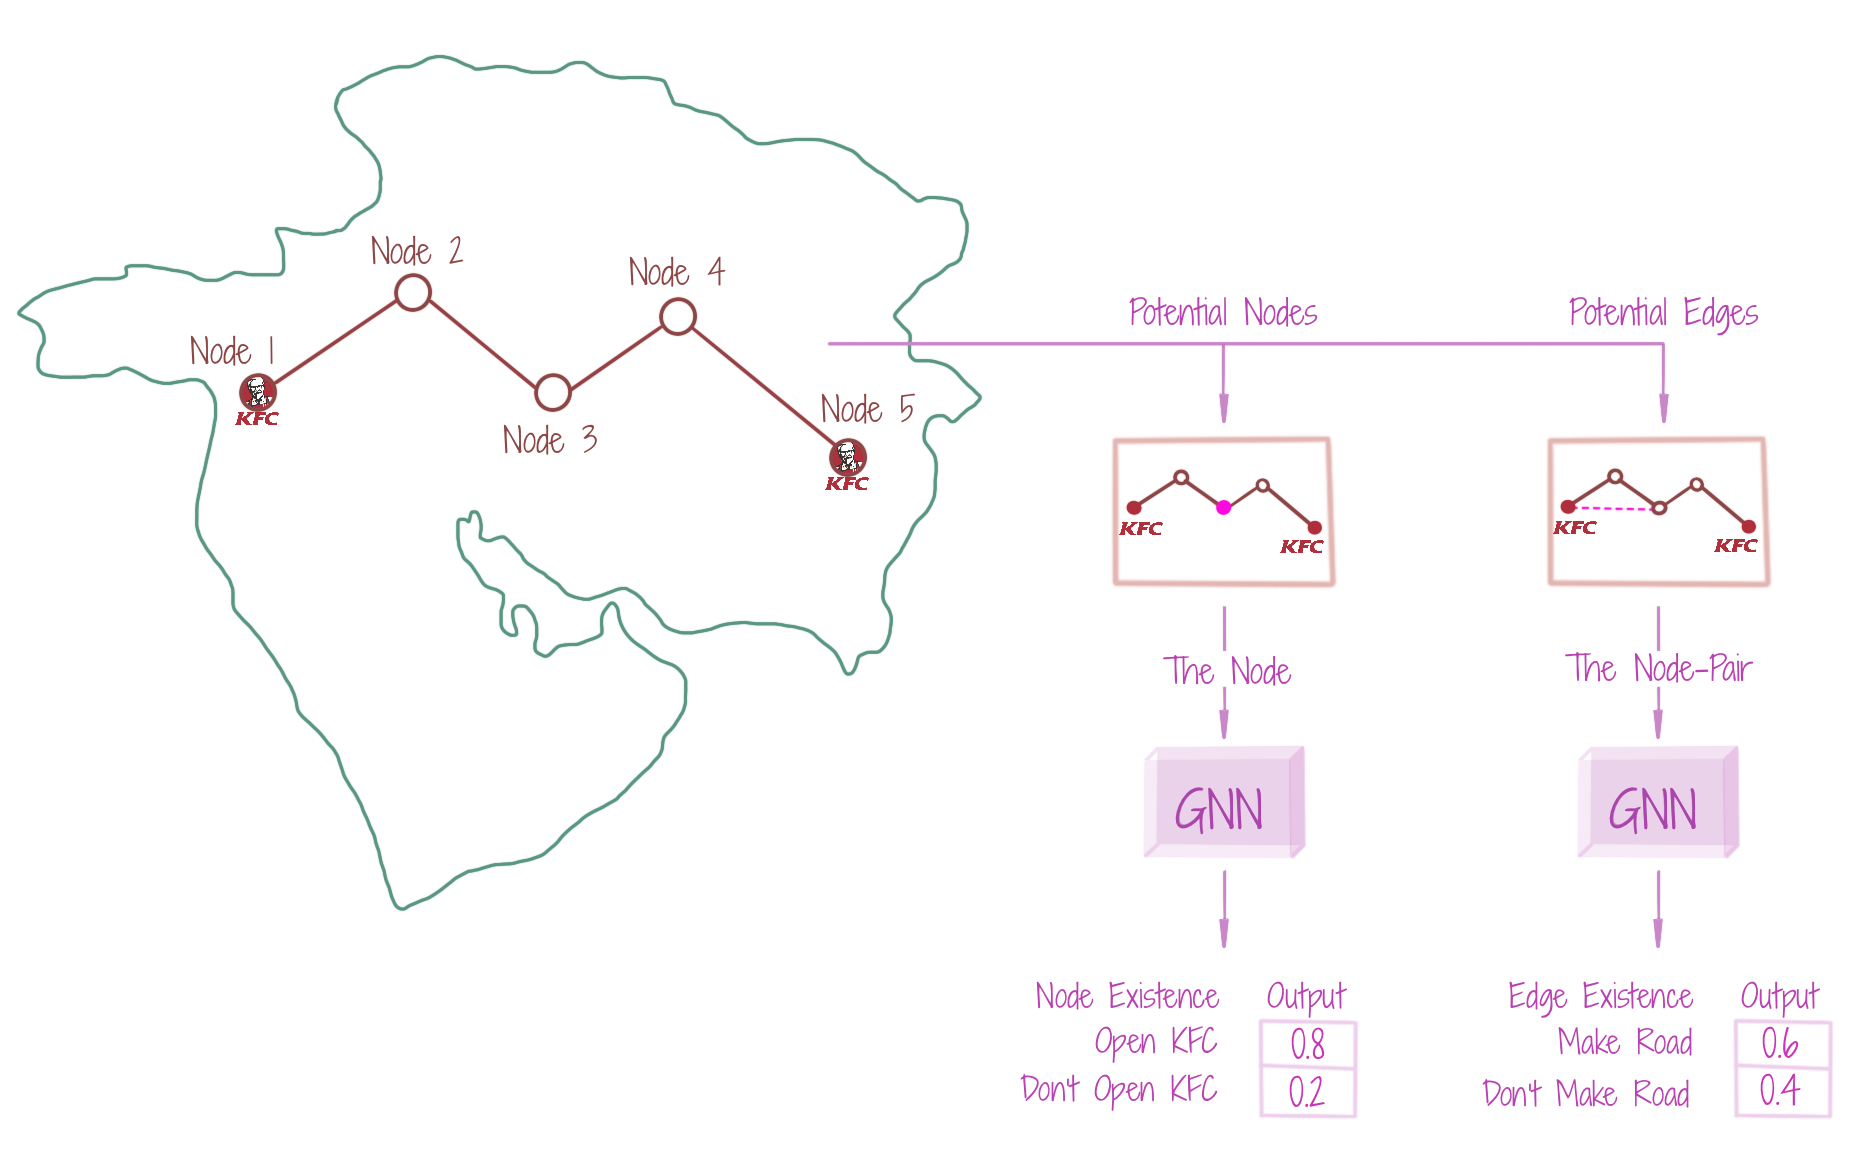 Node 2
Node 4
Node 1
KFC
Node 3
Node 5
KFC
Potential Nodes
Potential Edges
KFC
KFC
KFC
KFC
The Node
The Node-Pair
GNN
GNN
Node Existence Output
Open KFC 0.8
Don't Open KFC 0.2
Edge Existence Output
Make Road 0.6
Don't Make Road 0.4